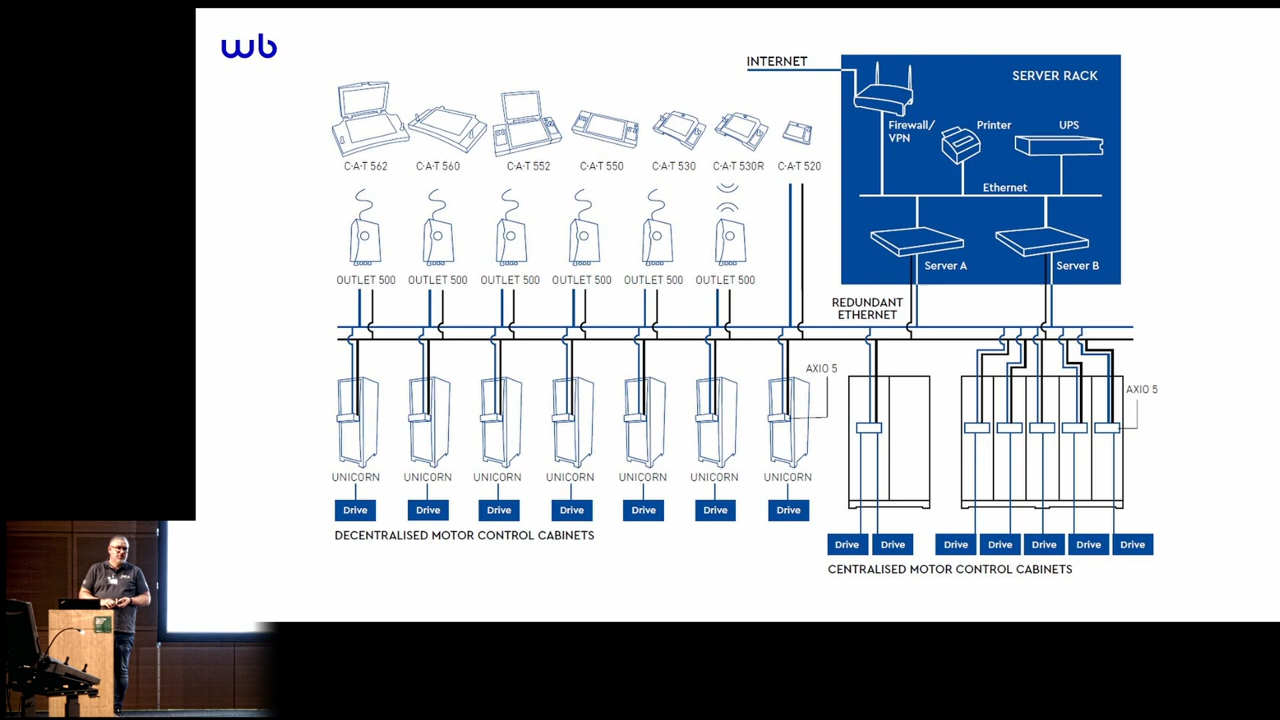 wb
INTERNET
SERVER RACK
Firewall/
VPN
Printer
UPS
Ethernet
Server A
Server B
C·A·T 562
C·A·T 560
C·A·T 552
C·A·T 550
C·A·T 530
C·A·T 530R
C·A·T 520
OUTLET 500
OUTLET 500
OUTLET 500
OUTLET 500
OUTLET 500
OUTLET 500
REDUNDANT
ETHERNET
AXIO 5
AXIO 5
UNICORN
UNICORN
UNICORN
UNICORN
UNICORN
UNICORN
UNICORN
Drive
Drive
Drive
Drive
Drive
Drive
Drive
DECENTRALISED MOTOR CONTROL CABINETS
Drive
Drive
Drive
Drive
Drive
Drive
Drive
CENTRALISED MOTOR CONTROL CABINETS